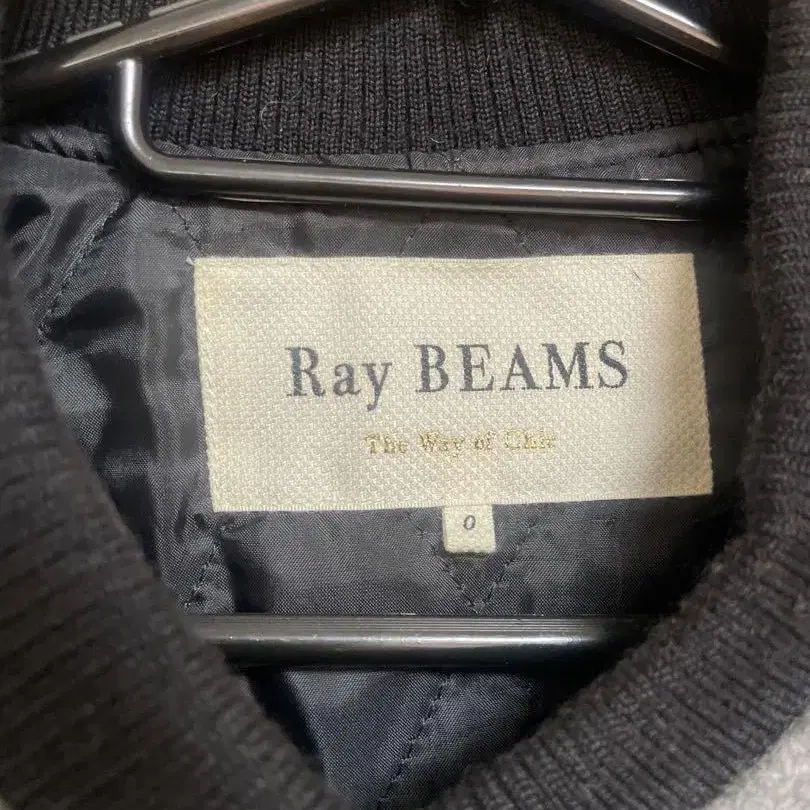 Ray BEAMS
The Way of Chic
0